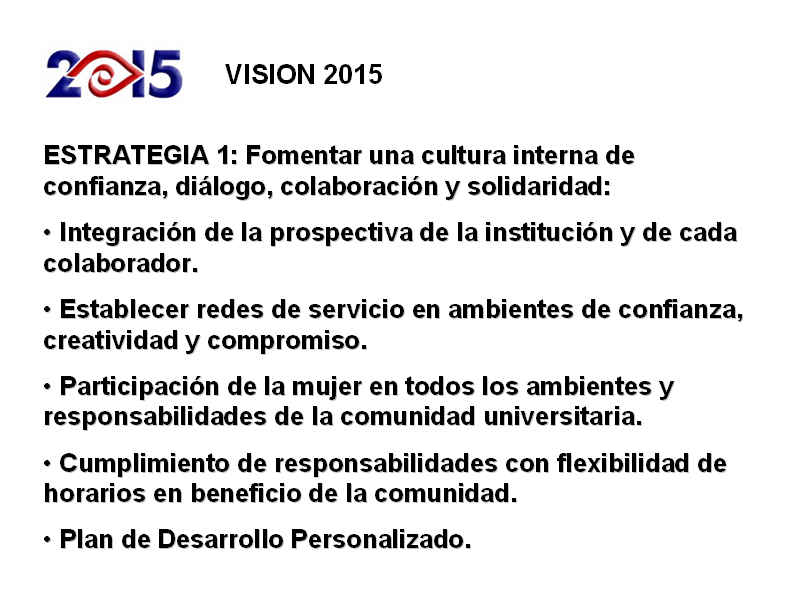 2015
VISION 2015
ESTRATEGIA 1: Fomentar una cultura interna de
confianza, diálogo, colaboración y solidaridad:
• Integración de la prospectiva de la institución y de cada
colaborador.
• Establecer redes de servicio en ambientes de confianza,
creatividad y compromiso.
• Participación de la mujer en todos los ambientes y
responsabilidades de la comunidad universitaria.
• Cumplimiento de responsabilidades con flexibilidad de
horarios en beneficio de la comunidad.
• Plan de Desarrollo Personalizado.